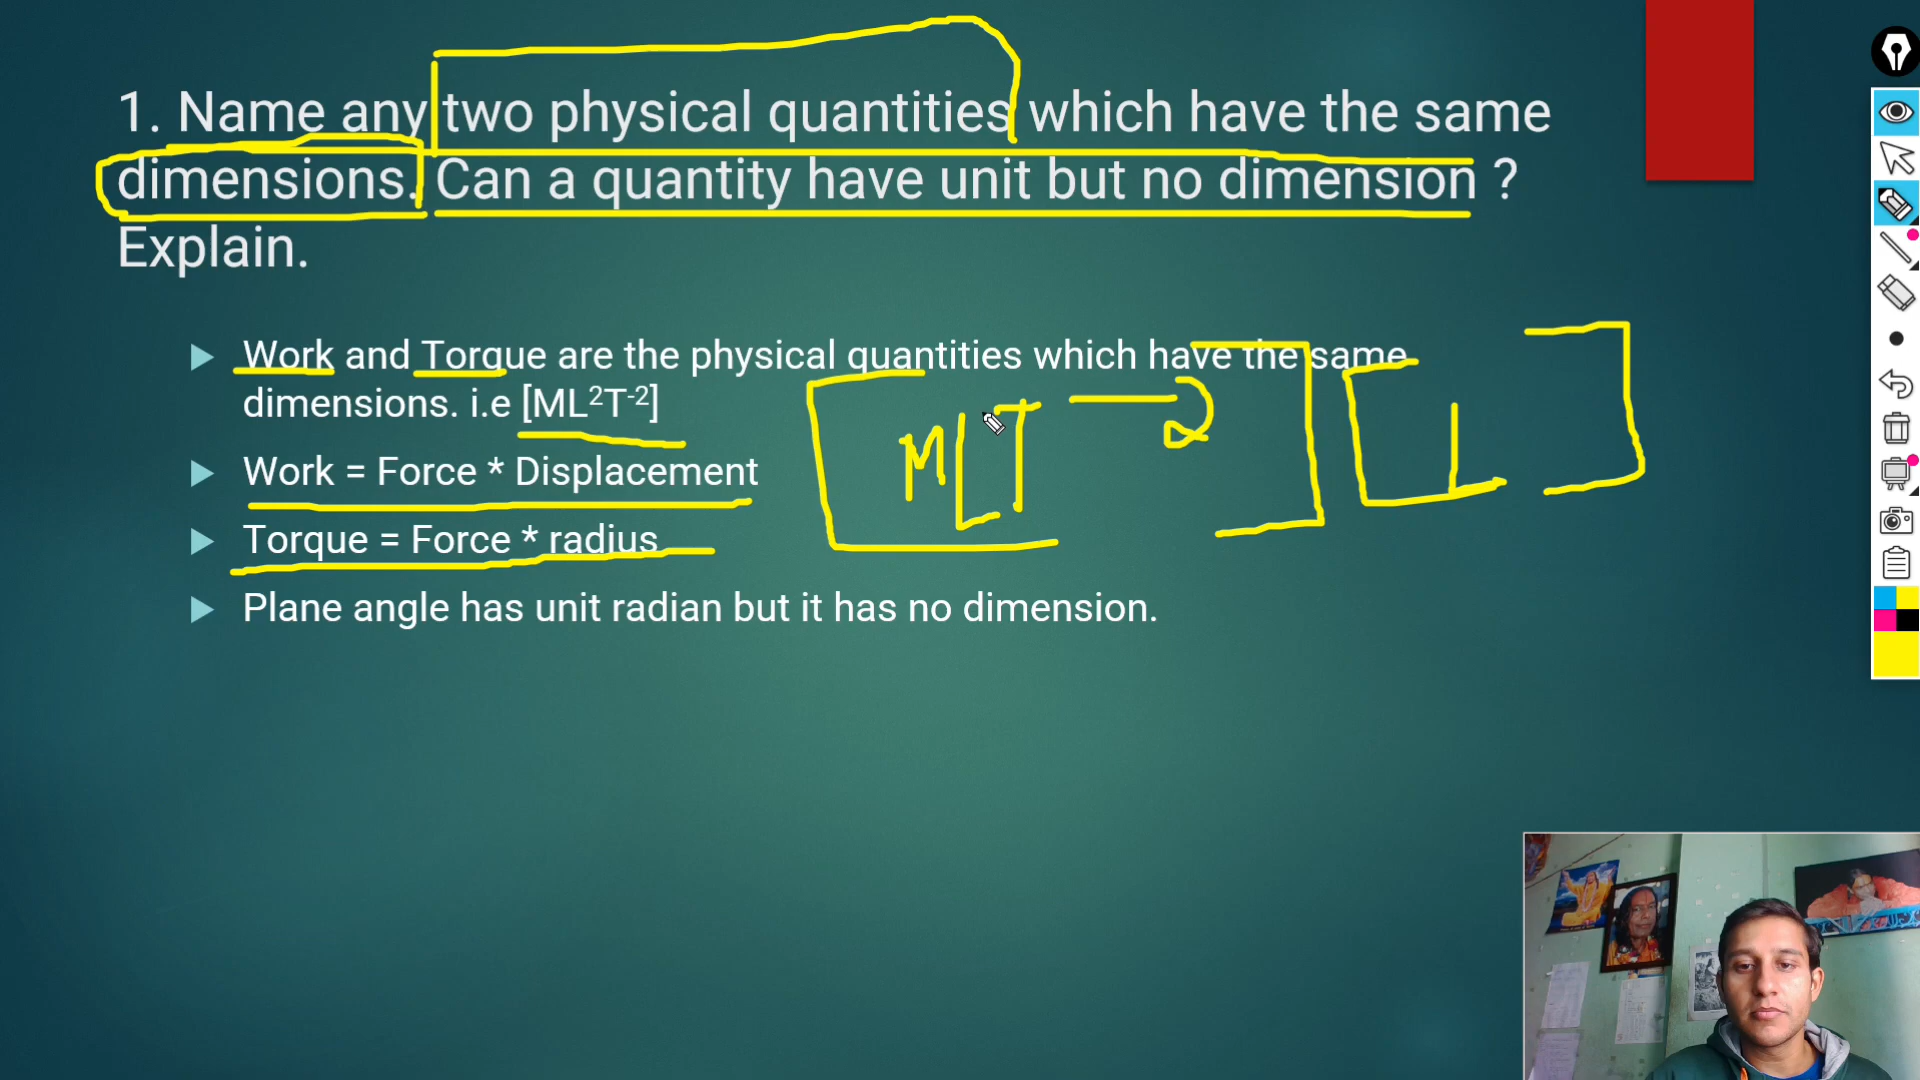 1. Name any two physical quantities which have the same
dimensions. Can a quantity have unit but no dimension ?
Explain.
Work and Torque are the physical quantities which have the same
dimensions. i.e [ML²T⁻²]
[MLT⁻²] [L]
Work = Force * Displacement
Torque = Force * radius
Plane angle has unit radian but it has no dimension.